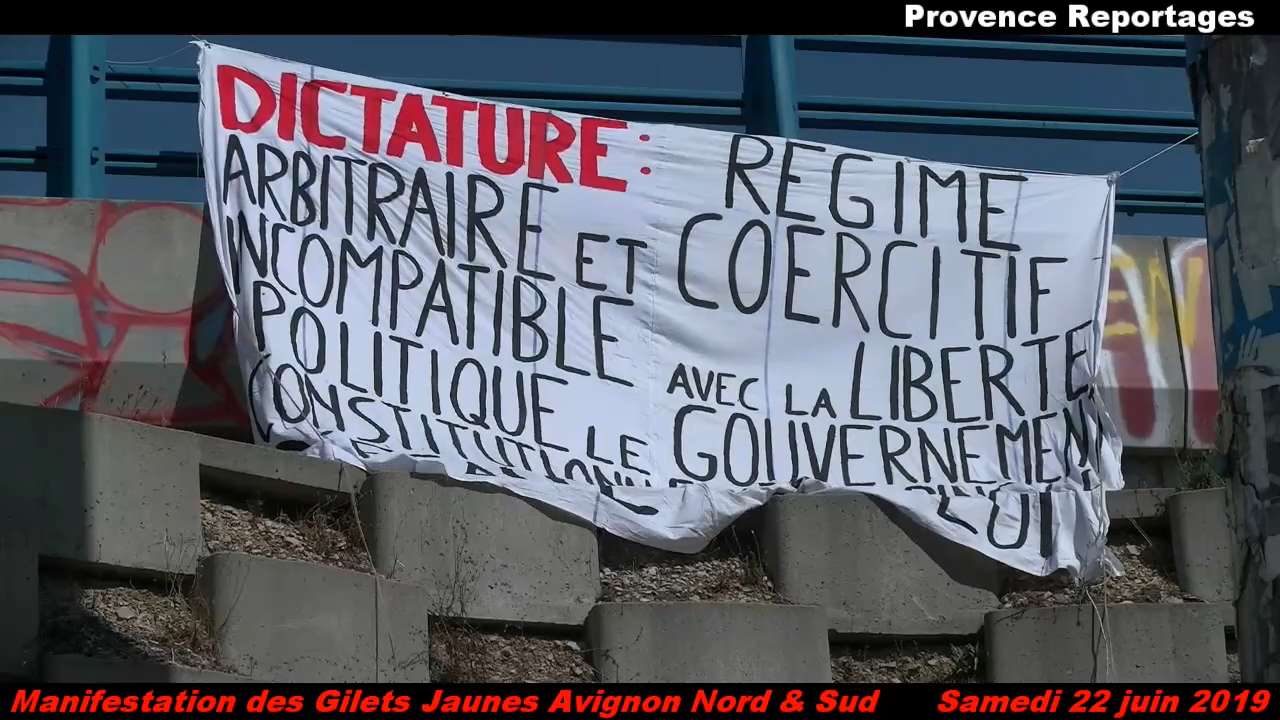 Provence Reportages
DICTATURE : REGIME
ARBITRAIRE ET COERCITIF
INCOMPATIBLE AVEC LA LIBERTE
POLITIQUE LE GOUVERNEMENT
Manifestation des Gilets Jaunes Avignon Nord & Sud Samedi 22 juin 2019